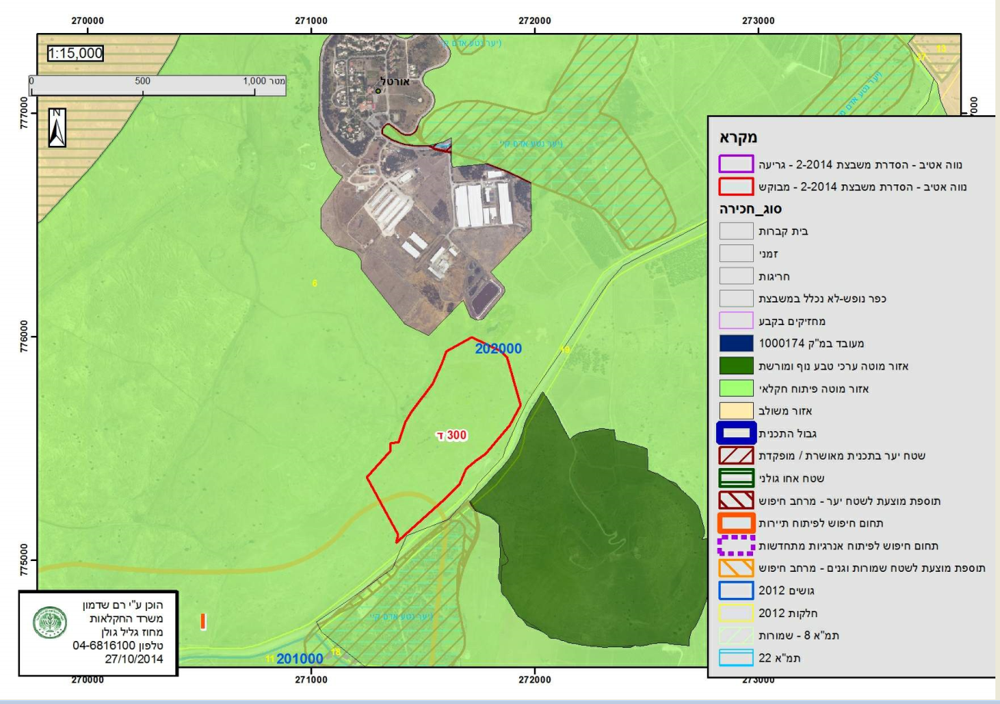 270000
271000
272000
273000
1:15,000
0
500
1,000 מטר
N
777000
776000
775000
אורטל
(יער נטע אדם קיי
6
19
202000
300 ד
201000
11
18
13
מקרא
נווה אטיב - הסדרת משבצת 2-2014 - גריעה
נווה אטיב - הסדרת משבצת 2-2014 - מבוקש
סוג_חכירה
בית קברות
זמני
חריגות
כפר נופש-לא נכלל במשבצת
מחזיקים בקבע
מעובד במ"ק 1000174
אזור מוטה ערכי טבע נוף ומורשת
אזור מוטה פיתוח חקלאי
אזור משולב
גבול התכנית
שטח יער בתכנית מאושרת / מופקדת
שטח אחו גולני
תוספת מוצעת לשטח יער - מרחב חיפוש
תחום חיפוש לפיתוח תיירות
תחום חיפוש לפיתוח אנרגיות מתחדשות
תוספת מוצעת לשטח שמורות וגנים - מרחב חיפוש
גושים 2012
חלקות 2012
תמ"א 8 - שמורות
תמ"א 22
הוכן ע"י רם שדמון
משרד החקלאות
מחוז גליל גולן
טלפון 04-6816100
27/10/2014
270000
271000
272000
273000